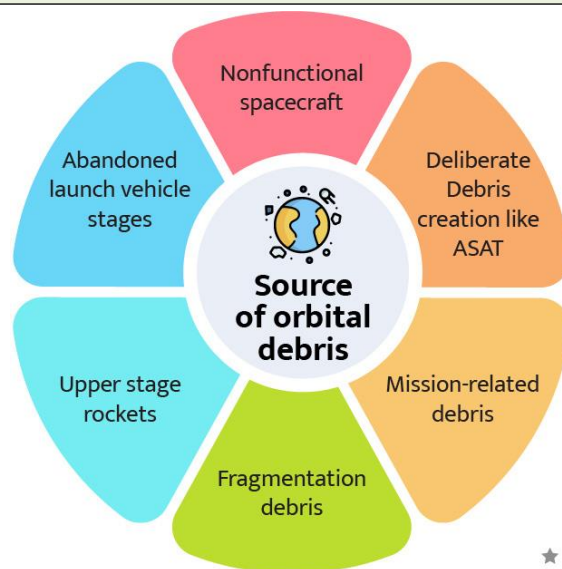 Nonfunctional
spacecraft
Deliberate
Debris
creation like
ASAT
Mission-related
debris
Fragmentation
debris
Upper stage
rockets
Abandoned
launch vehicle
stages
Source
of orbital
debris